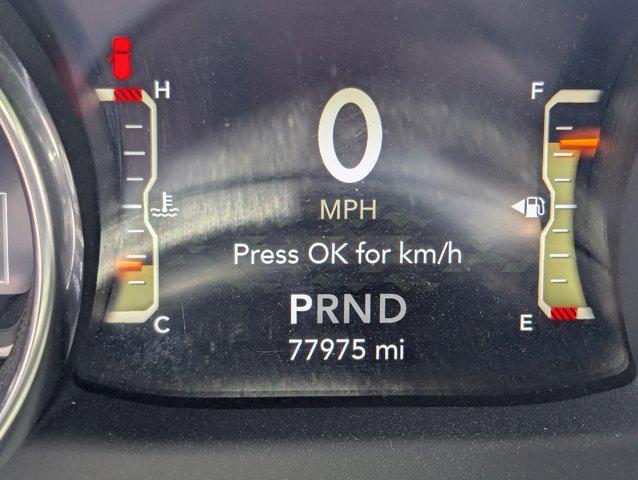 H
F
0
MPH
Press OK for km/h
PRND
C
E
77975 mi